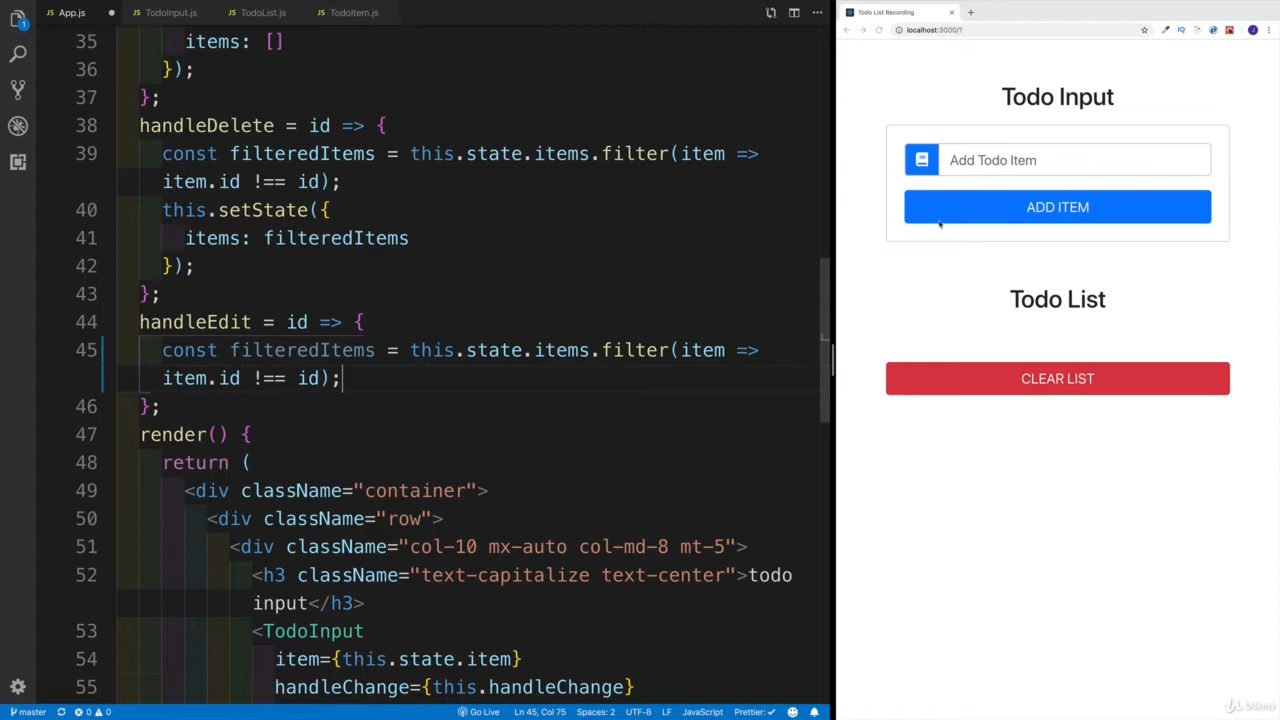 App.js
TodoInput.js
TodoList.js
TodoItem.js
35 items: []
36 });
37 };
38 handleDelete = id => {
39 const filteredItems = this.state.items.filter(item =>
item.id !== id);
40 this.setState({
41 items: filteredItems
42 });
43 };
44 handleEdit = id => {
45 const filteredItems = this.state.items.filter(item =>
item.id !== id);
46 };
47 render() {
48 return (
49 <div className="container">
50 <div className="row">
51 <div className="col-10 mx-auto col-md-8 mt-5">
52 <h3 className="text-capitalize text-center">todo
input</h3>
53 <TodoInput
54 item={this.state.item}
55 handleChange={this.handleChange}
1
master
0
0
Go Live
Ln 45, Col 75
Spaces: 2
UTF-8
LF
JavaScript
Prettier: ✓
Todo List Recording
localhost:3000/?
IQ
J
Todo Input
Add Todo Item
ADD ITEM
Todo List
CLEAR LIST
Udemy